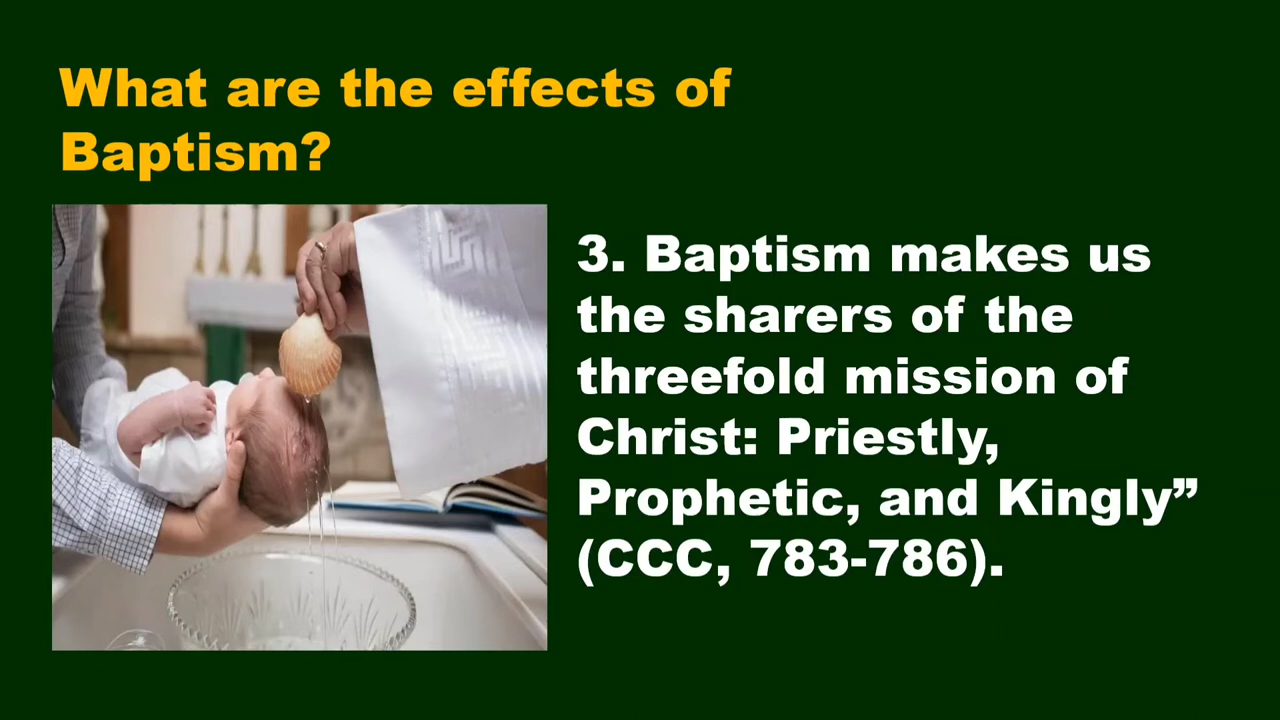 What are the effects of
Baptism?
3. Baptism makes us
the sharers of the
threefold mission of
Christ: Priestly,
Prophetic, and Kingly”
(CCC, 783-786).